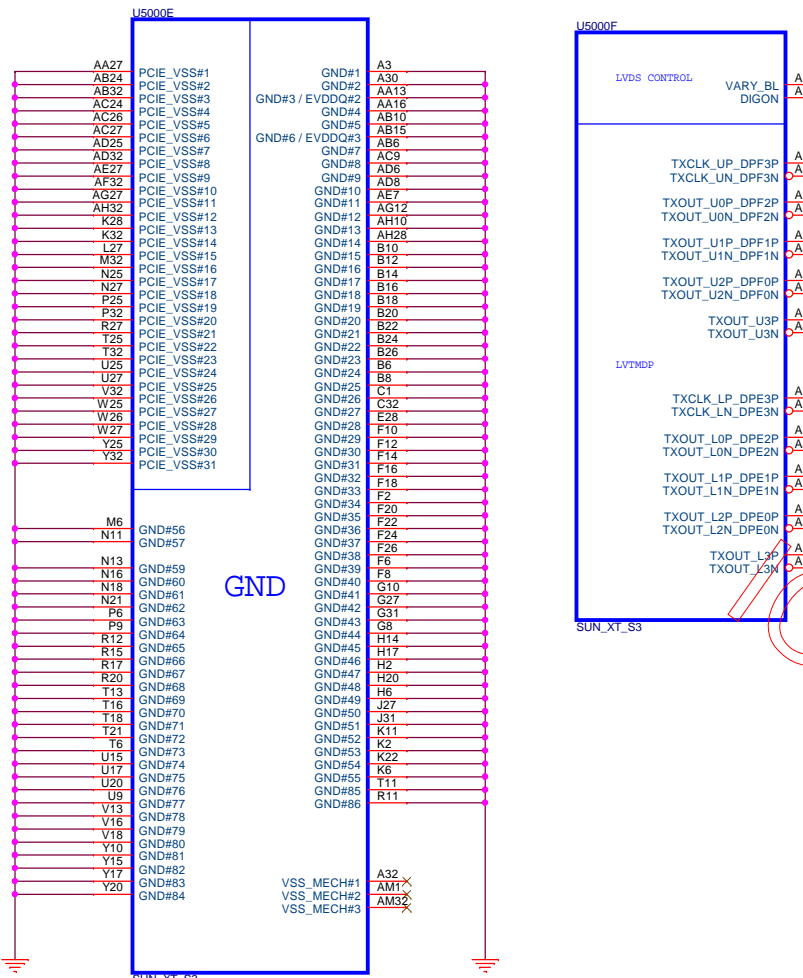 U5000E
AA27 PCIE_VSS#1
AB24 PCIE_VSS#2
AB32 PCIE_VSS#3
AC24 PCIE_VSS#4
AC26 PCIE_VSS#5
AC27 PCIE_VSS#6
AD25 PCIE_VSS#7
AD32 PCIE_VSS#8
AE27 PCIE_VSS#9
AF32 PCIE_VSS#10
AG27 PCIE_VSS#11
AH32 PCIE_VSS#12
K28 PCIE_VSS#13
K32 PCIE_VSS#14
L27 PCIE_VSS#15
M32 PCIE_VSS#16
N25 PCIE_VSS#17
N27 PCIE_VSS#18
P25 PCIE_VSS#19
P32 PCIE_VSS#20
R27 PCIE_VSS#21
T25 PCIE_VSS#22
T32 PCIE_VSS#23
U25 PCIE_VSS#24
U27 PCIE_VSS#25
V32 PCIE_VSS#26
W25 PCIE_VSS#27
W26 PCIE_VSS#28
W27 PCIE_VSS#29
Y25 PCIE_VSS#30
Y32 PCIE_VSS#31
M6 GND#56
N11 GND#57
N13 GND#59
N16 GND#60
N18 GND#61
N21 GND#62
P6 GND#63
P9 GND#64
R12 GND#65
R15 GND#66
R17 GND#67
R20 GND#68
T13 GND#69
T16 GND#70
T18 GND#71
T21 GND#72
T6 GND#73
U15 GND#74
U17 GND#75
U20 GND#76
U9 GND#77
V13 GND#78
V16 GND#79
V18 GND#80
Y10 GND#81
Y15 GND#82
Y17 GND#83
Y20 GND#84
GND
GND#1 A3
GND#2 A30
GND#3 / EVDDQ#2 AA13
GND#4 AA16
GND#5 AB10
GND#6 / EVDDQ#3 AB15
GND#7 AB6
GND#8 AC9
GND#9 AD6
GND#10 AD8
GND#11 AE7
GND#12 AG12
GND#13 AH10
GND#14 AH28
GND#15 B10
GND#16 B12
GND#17 B14
GND#18 B16
GND#19 B18
GND#20 B20
GND#21 B22
GND#22 B24
GND#23 B26
GND#24 B6
GND#25 B8
GND#26 C1
GND#27 C32
GND#28 E28
GND#29 F10
GND#30 F12
GND#31 F14
GND#32 F16
GND#33 F18
GND#34 F2
GND#35 F20
GND#36 F22
GND#37 F24
GND#38 F26
GND#39 F6
GND#40 F8
GND#41 G10
GND#42 G27
GND#43 G31
GND#44 G8
GND#45 H14
GND#46 H17
GND#47 H2
GND#48 H20
GND#49 H6
GND#50 J27
GND#51 J31
GND#52 K11
GND#53 K2
GND#54 K22
GND#55 K6
GND#85 T11
GND#86 R11
VSS_MECH#1 A32
VSS_MECH#2 AM1
VSS_MECH#3 AM32
SUN_XT_S3
U5000F
LVDS CONTROL
VARY_BL
DIGON
TXCLK_UP_DPF3P
TXCLK_UN_DPF3N
TXOUT_U0P_DPF2P
TXOUT_U0N_DPF2N
TXOUT_U1P_DPF1P
TXOUT_U1N_DPF1N
TXOUT_U2P_DPF0P
TXOUT_U2N_DPF0N
TXOUT_U3P
TXOUT_U3N
LVTMDP
TXCLK_LP_DPE3P
TXCLK_LN_DPE3N
TXOUT_L0P_DPE2P
TXOUT_L0N_DPE2N
TXOUT_L1P_DPE1P
TXOUT_L1N_DPE1N
TXOUT_L2P_DPE0P
TXOUT_L2N_DPE0N
TXOUT_L3P
TXOUT_L3N
SUN_XT_S3